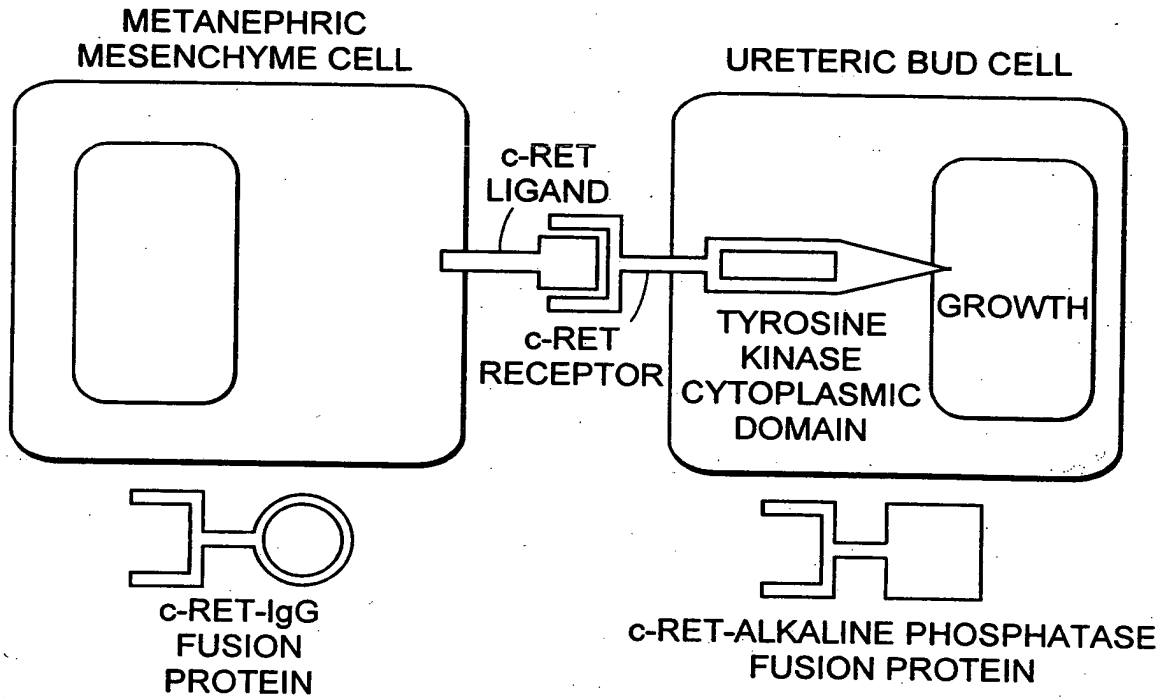 METANEPHRIC
MESENCHYME CELL
URETERIC BUD CELL
c-RET
LIGAND
c-RET
RECEPTOR
TYROSINE
KINASE
CYTOPLASMIC
DOMAIN
GROWTH
c-RET-IgG
FUSION
PROTEIN
c-RET-ALKALINE PHOSPHATASE
FUSION PROTEIN